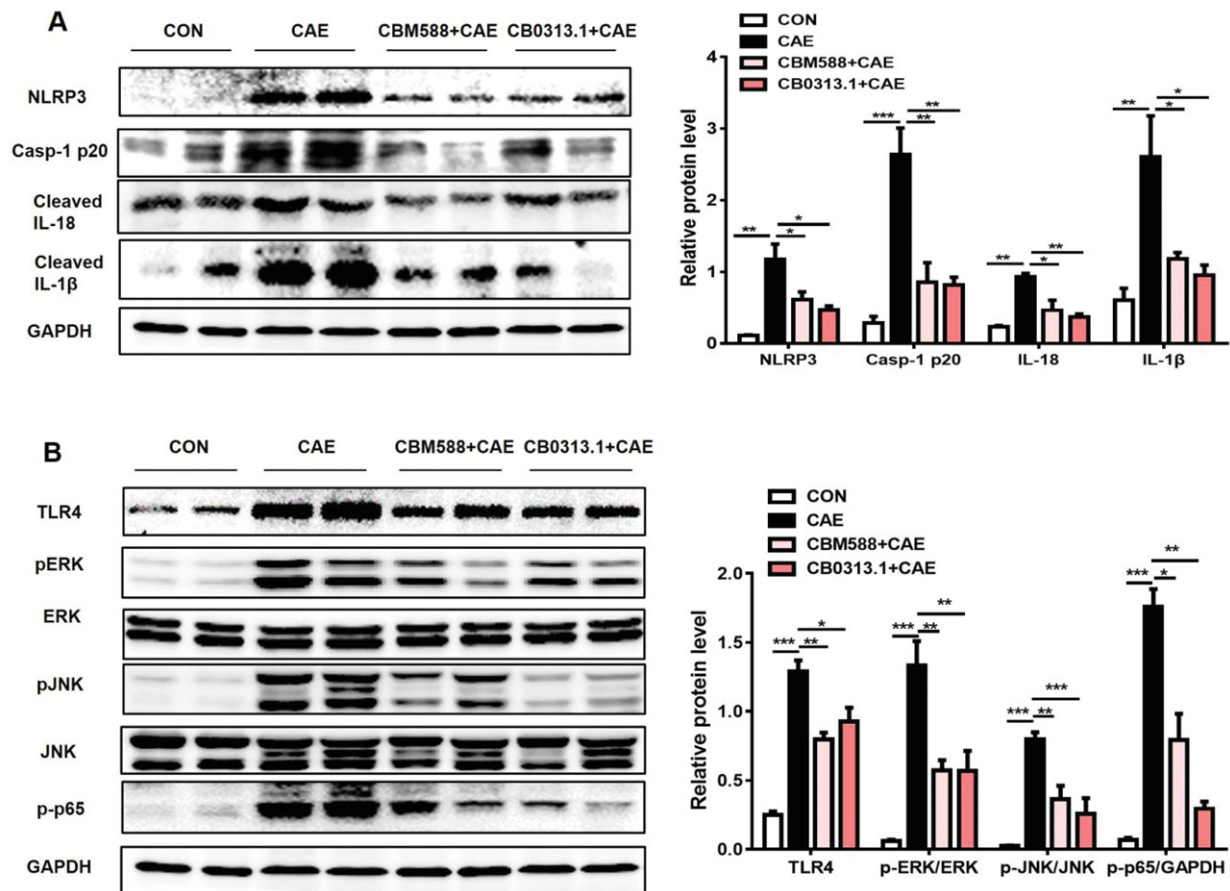 A
CON CAE CBM588+CAE CB0313.1+CAE
NLRP3
Casp-1 p20
Cleaved
IL-18
Cleaved
IL-1β
GAPDH
CON
CAE
CBM588+CAE
CB0313.1+CAE
Relative protein level
4
3
2
1
0
** * *
*** ** **
** * **
** * *
NLRP3 Casp-1 p20 IL-18 IL-1β
B
CON CAE CBM588+CAE CB0313.1+CAE
TLR4
pERK
ERK
pJNK
JNK
p-p65
GAPDH
CON
CAE
CBM588+CAE
CB0313.1+CAE
Relative protein level
2.0
1.5
1.0
0.5
0.0
*** ** *
*** ** **
*** ** ***
*** * **
TLR4 p-ERK/ERK p-JNK/JNK p-p65/GAPDH